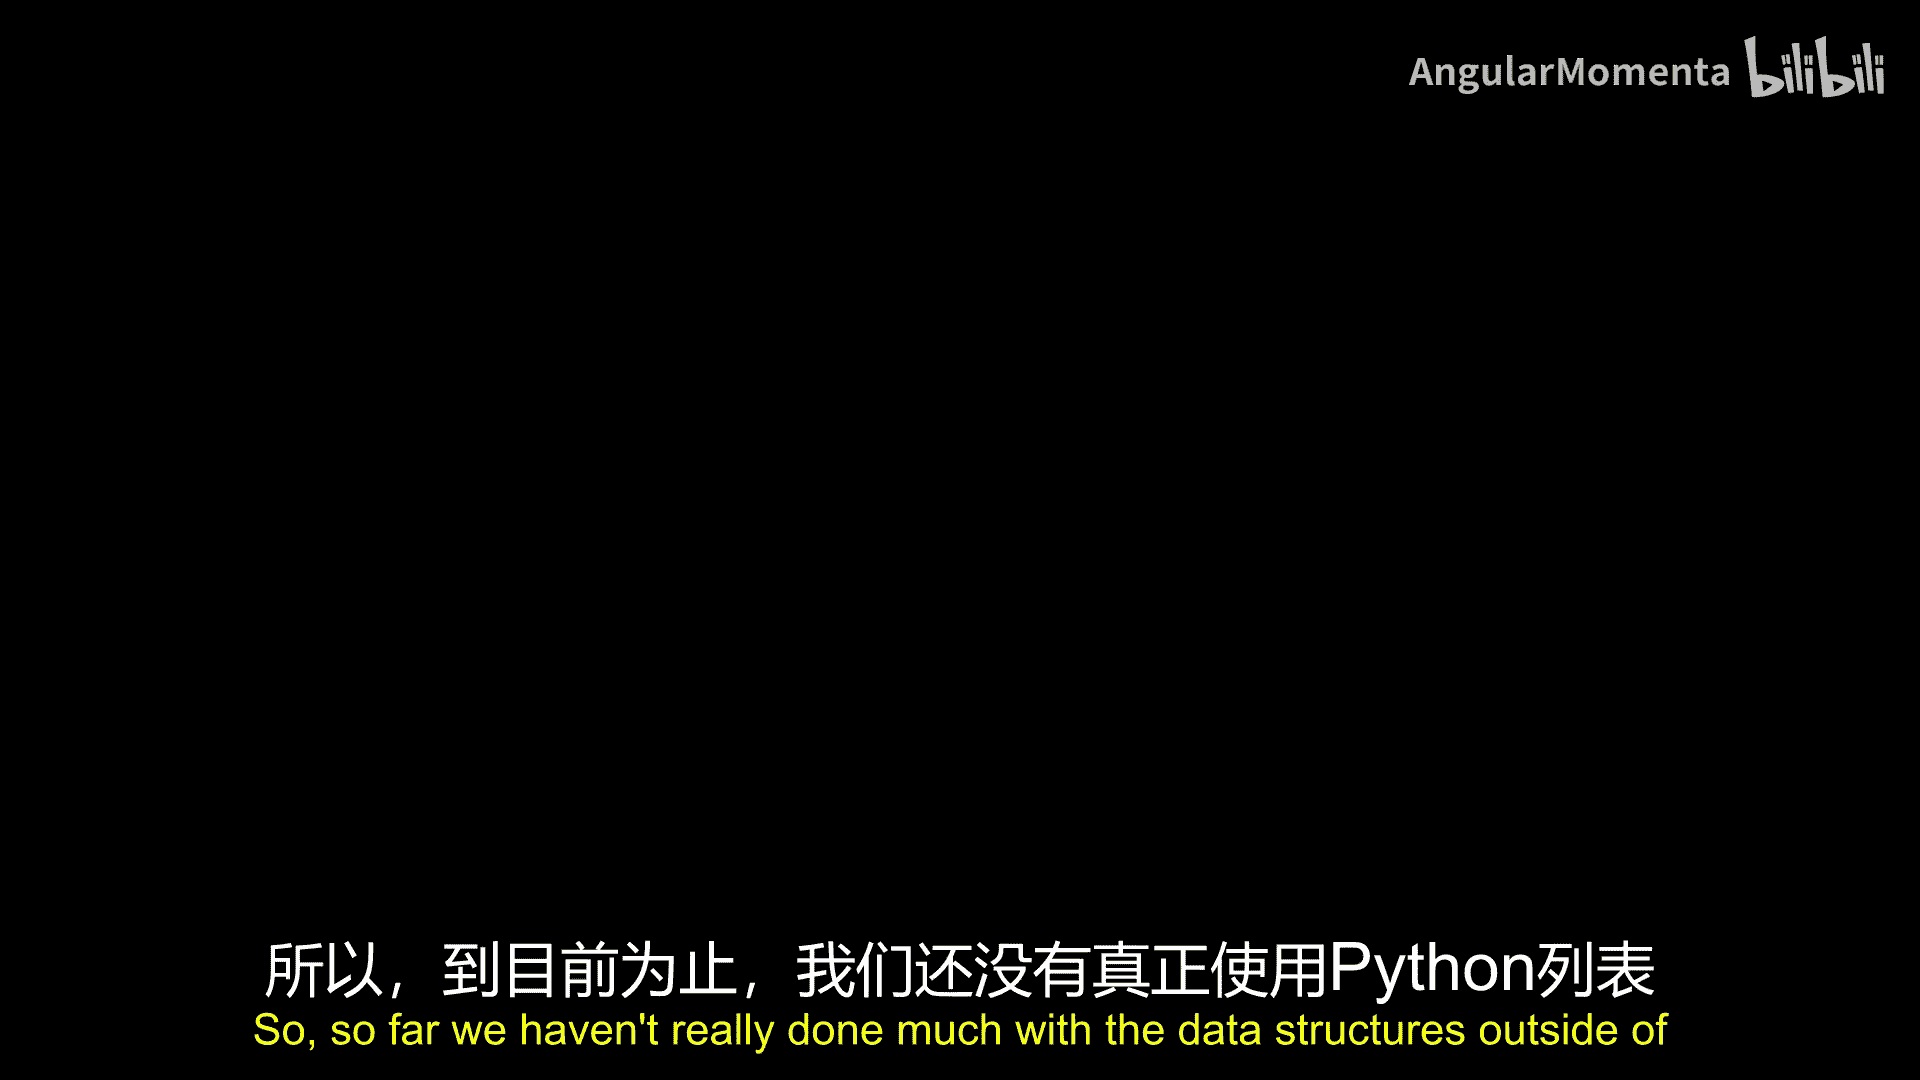 AngularMomenta bilibili
所以，到目前为止，我们还没有真正使用Python列表
So, so far we haven't really done much with the data structures outside of